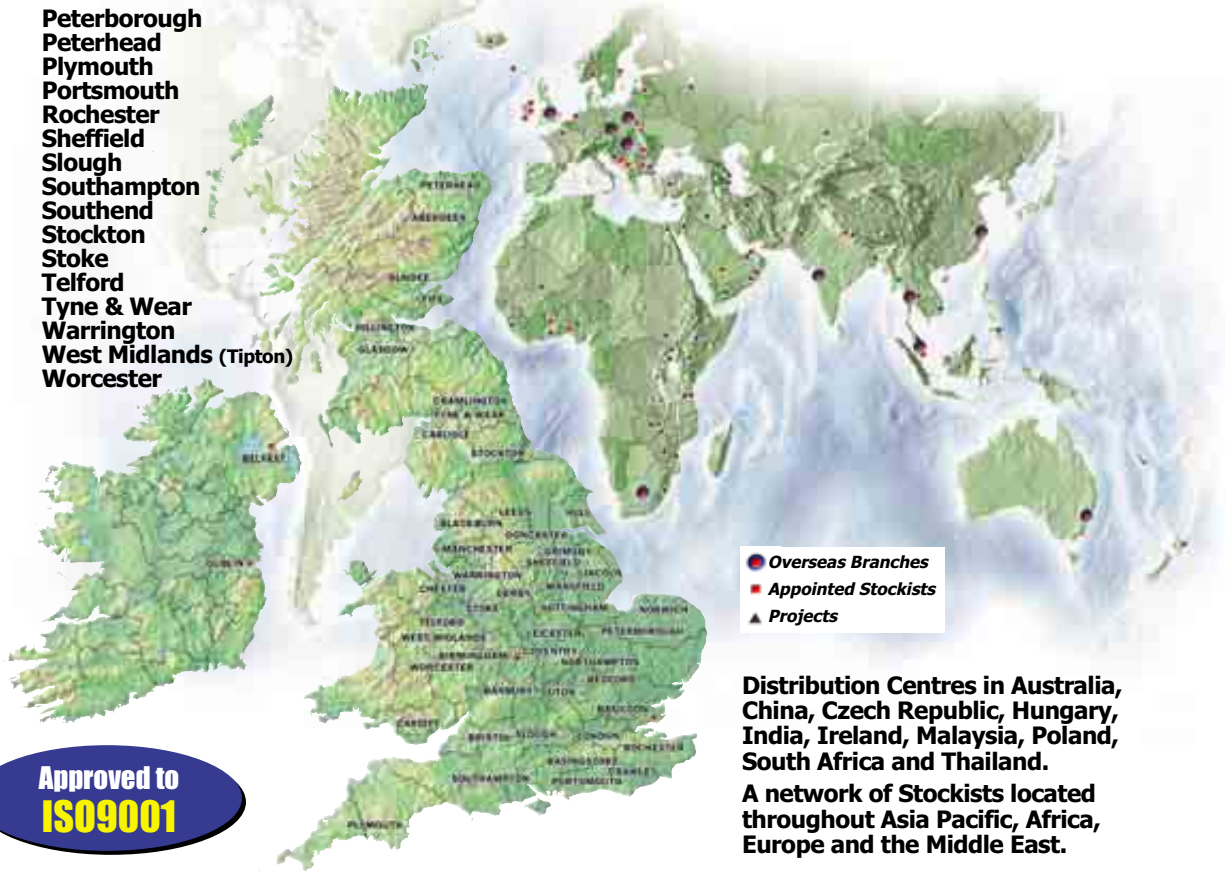 Peterborough
Peterhead
Plymouth
Portsmouth
Rochester
Sheffield
Slough
Southampton
Southend
Stockton
Stoke
Telford
Tyne & Wear
Warrington
West Midlands (Tipton)
Worcester
PETERHEAD
ABERDEEN
DUNDEE
FIFE
HILLINGTON
GLASGOW
CRAMLINGTON
TYNE & WEAR
CARLISLE
STOCKTON
BELFAST
DUBLIN
LEEDS
HULL
BLACKBURN
DONCASTER
MANCHESTER
GRIMSBY
SHEFFIELD
WARRINGTON
LINCOLN
CHESTER
MANSFIELD
DERBY
STOKE
NOTTINGHAM
NORWICH
TELFORD
WEST MIDLANDS
LEICESTER
PETERBOROUGH
BIRMINGHAM
COVENTRY
WORCESTER
NORTHAMPTON
BEDFORD
BANBURY
LUTON
BASILDON
CARDIFF
BRISTOL
SLOUGH
LONDON
ROCHESTER
BASINGSTOKE
SOUTHAMPTON
CRAWLEY
PORTSMOUTH
PLYMOUTH
Overseas Branches
Appointed Stockists
Projects
Distribution Centres in Australia,
China, Czech Republic, Hungary,
India, Ireland, Malaysia, Poland,
South Africa and Thailand.
A network of Stockists located
throughout Asia Pacific, Africa,
Europe and the Middle East.
Approved to
ISO9001